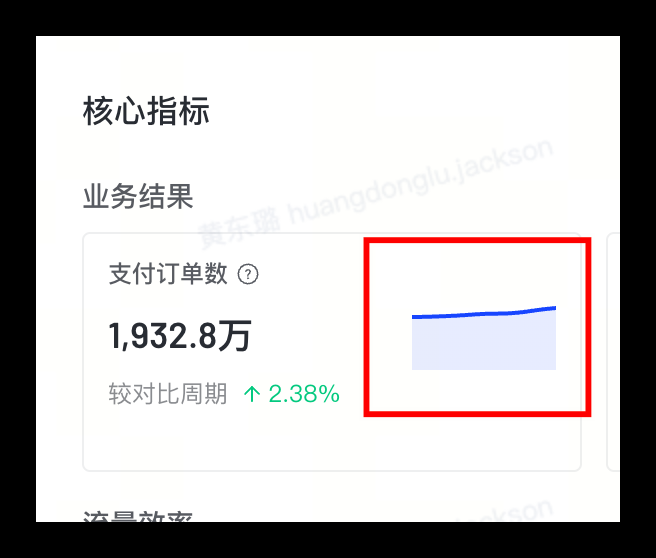 核心指标
业务结果
黄东璐 huangdonglu.jackson
支付订单数 ?
1,932.8万
较对比周期 ↑ 2.38%
流量效率
ckson